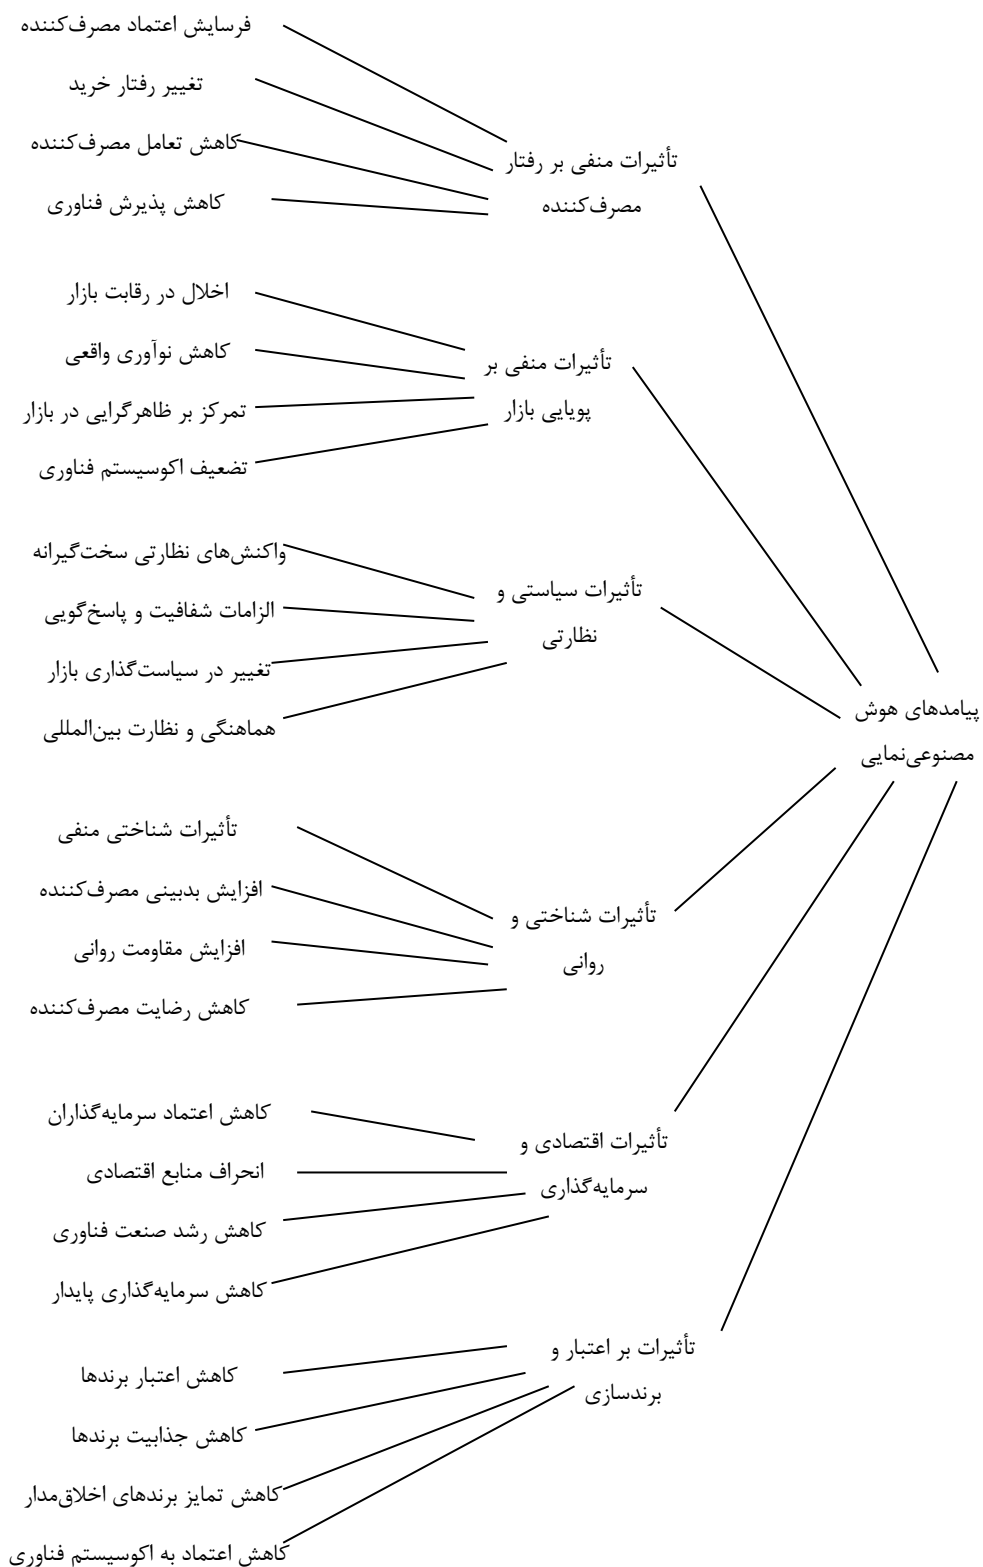 پیامدهای هوش
مصنوعی‌نمایی
تأثیرات منفی بر رفتار
مصرف‌کننده
فرسایش اعتماد مصرف‌کننده
تغییر رفتار خرید
کاهش تعامل مصرف‌کننده
کاهش پذیرش فناوری
تأثیرات منفی بر
پویایی بازار
اخلال در رقابت بازار
کاهش نوآوری واقعی
تمرکز بر ظاهرگرایی در بازار
تضعیف اکوسیستم فناوری
تأثیرات سیاستی و
نظارتی
واکنش‌های نظارتی سخت‌گیرانه
الزامات شفافیت و پاسخ‌گویی
تغییر در سیاست‌گذاری بازار
هماهنگی و نظارت بین‌المللی
تأثیرات شناختی و
روانی
تأثیرات شناختی منفی
افزایش بدبینی مصرف‌کننده
افزایش مقاومت روانی
کاهش رضایت مصرف‌کننده
تأثیرات اقتصادی و
سرمایه‌گذاری
کاهش اعتماد سرمایه‌گذاران
انحراف منابع اقتصادی
کاهش رشد صنعت فناوری
کاهش سرمایه‌گذاری پایدار
تأثیرات بر اعتبار و
برندسازی
کاهش اعتبار برندها
کاهش جذابیت برندها
کاهش تمایز برندهای اخلاق‌مدار
کاهش اعتماد به اکوسیستم فناوری